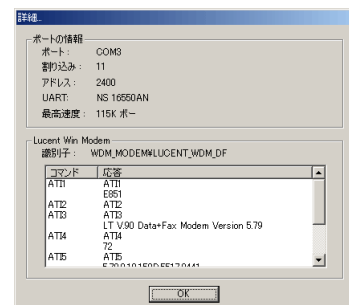 詳細...
ポートの情報
ポート： COM3
割り込み： 11
アドレス： 2400
UART: NS 16550AN
最高速度： 115K ボー
Lucent Win Modem
識別子： WDM_MODEM¥LUCENT_WDM_DF
コマンド 応答
ATI1 ATI1
E851
ATI2 ATI2
ATI3 ATI3
LT V.90 Data+Fax Modem Version 5.79
ATI4 ATI4
72
ATI5 ATI5
OK